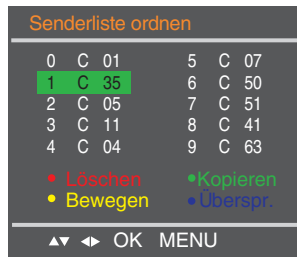 Senderliste ordnen
0 C 01 5 C 07
1 C 35 6 C 50
2 C 05 7 C 51
3 C 11 8 C 41
4 C 04 9 C 63
• Löschen •Kopieren
• Bewegen •Überspr.
▲▼ ◀▶ OK MENU